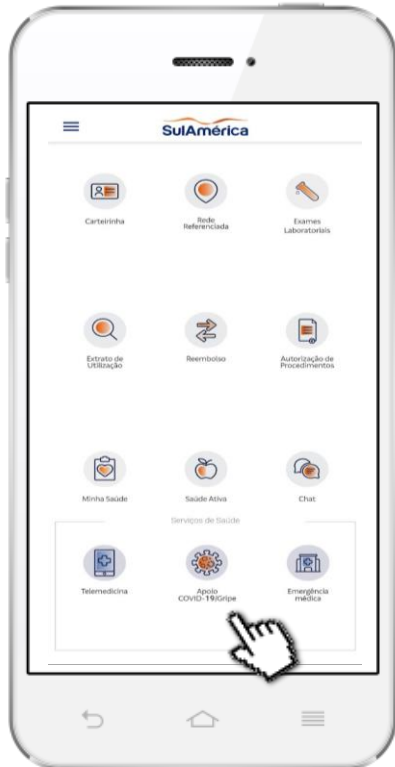 SulAmérica
Carteirinha
Rede
Referenciada
Exames
Laboratoriais
Extrato de
Utilização
Reembolso
Autorização de
Procedimentos
Minha Saúde
Saúde Ativa
Chat
Serviços de Saúde
Telemedicina
Apoio
COVID-19/Gripe
Emergência
médica